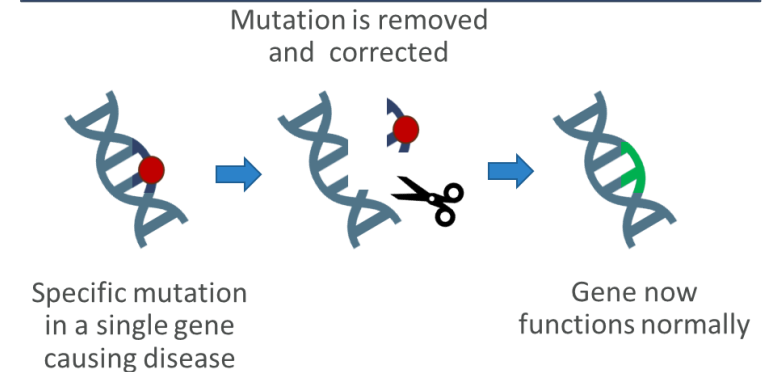 Mutation is removed
and corrected
Specific mutation
in a single gene
causing disease
Gene now
functions normally